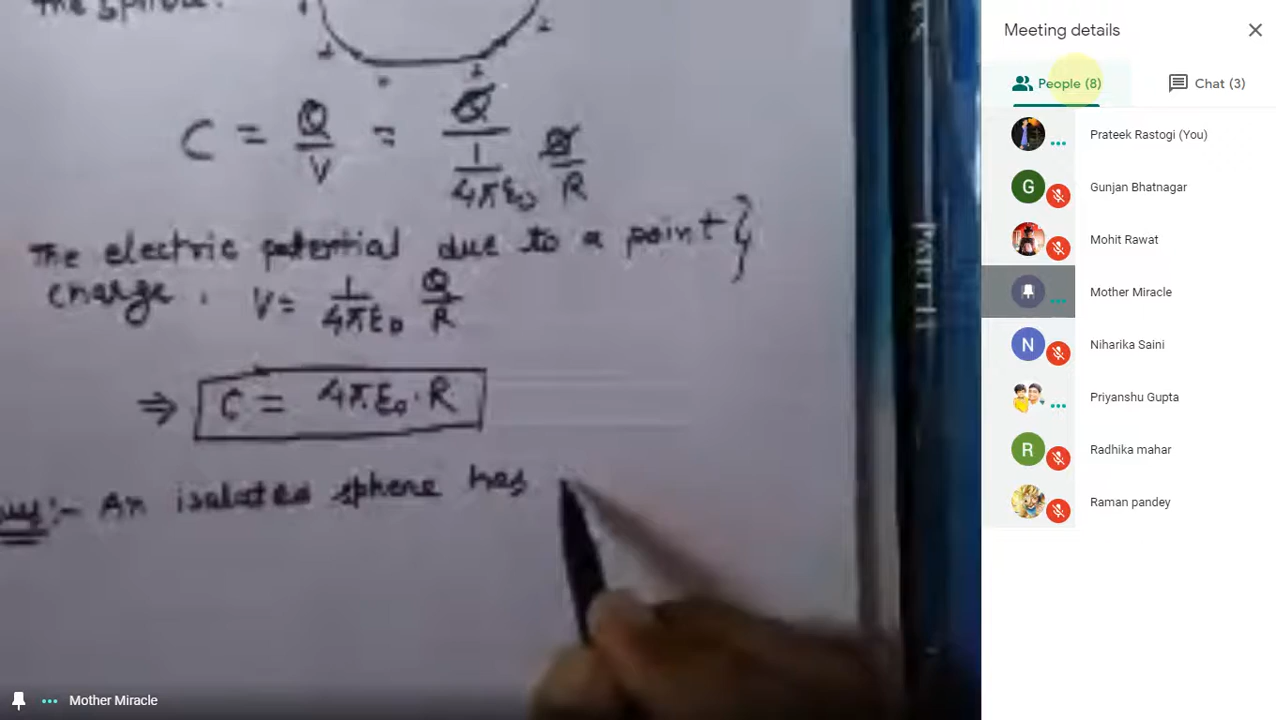 the sphere.
C = Q/V = Q/(1/4πε₀ Q/R)
The electric potential due to a point }
charge. V = 1/4πε₀ Q/R
⇒ C = 4πε₀·R
:- An isolated sphere has
Mother Miracle
Meeting details
People (8)
Chat (3)
Prateek Rastogi (You)
G Gunjan Bhatnagar
Mohit Rawat
Mother Miracle
N Niharika Saini
Priyanshu Gupta
R Radhika mahar
Raman pandey